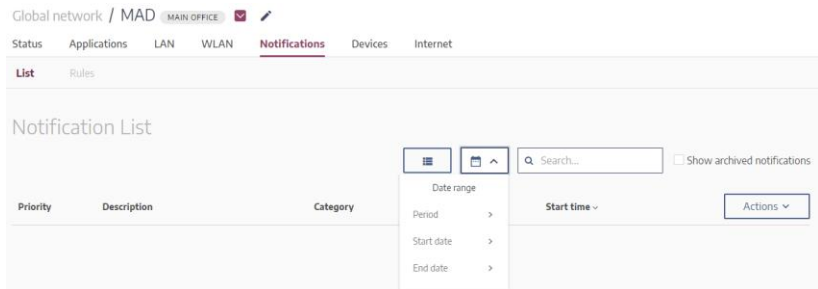 Global network / MAD MAIN OFFICE
Status Applications LAN WLAN Notifications Devices Internet
List Rules
Notification List
Search... Show archived notifications
Date range
Priority Description Category Start time Actions
Period
Start date
End date